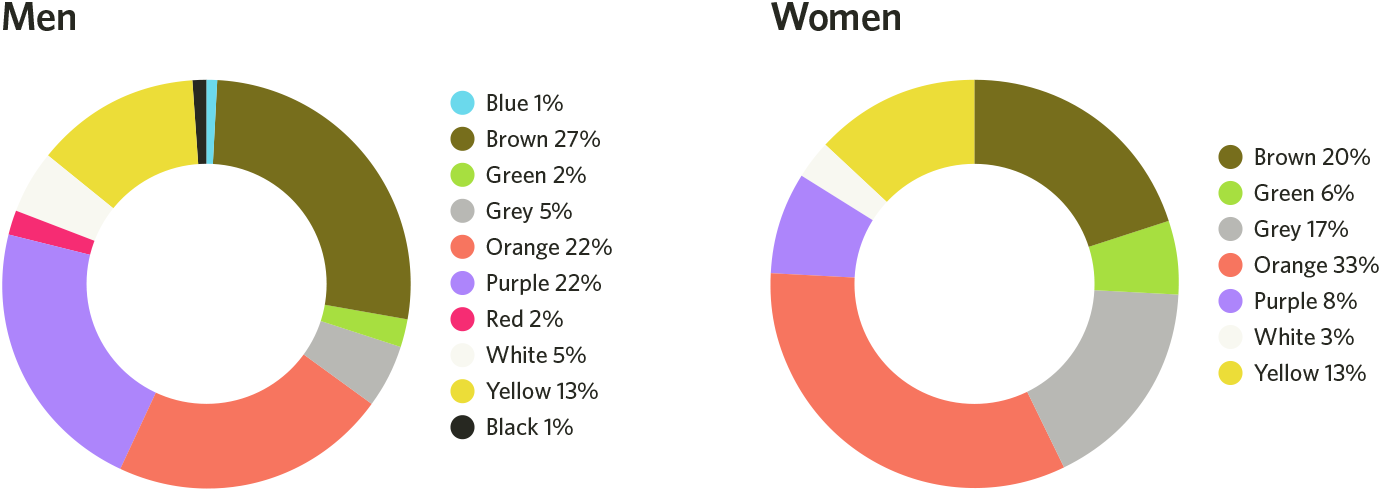 Men
Blue 1%
Brown 27%
Green 2%
Grey 5%
Orange 22%
Purple 22%
Red 2%
White 5%
Yellow 13%
Black 1%
Women
Brown 20%
Green 6%
Grey 17%
Orange 33%
Purple 8%
White 3%
Yellow 13%